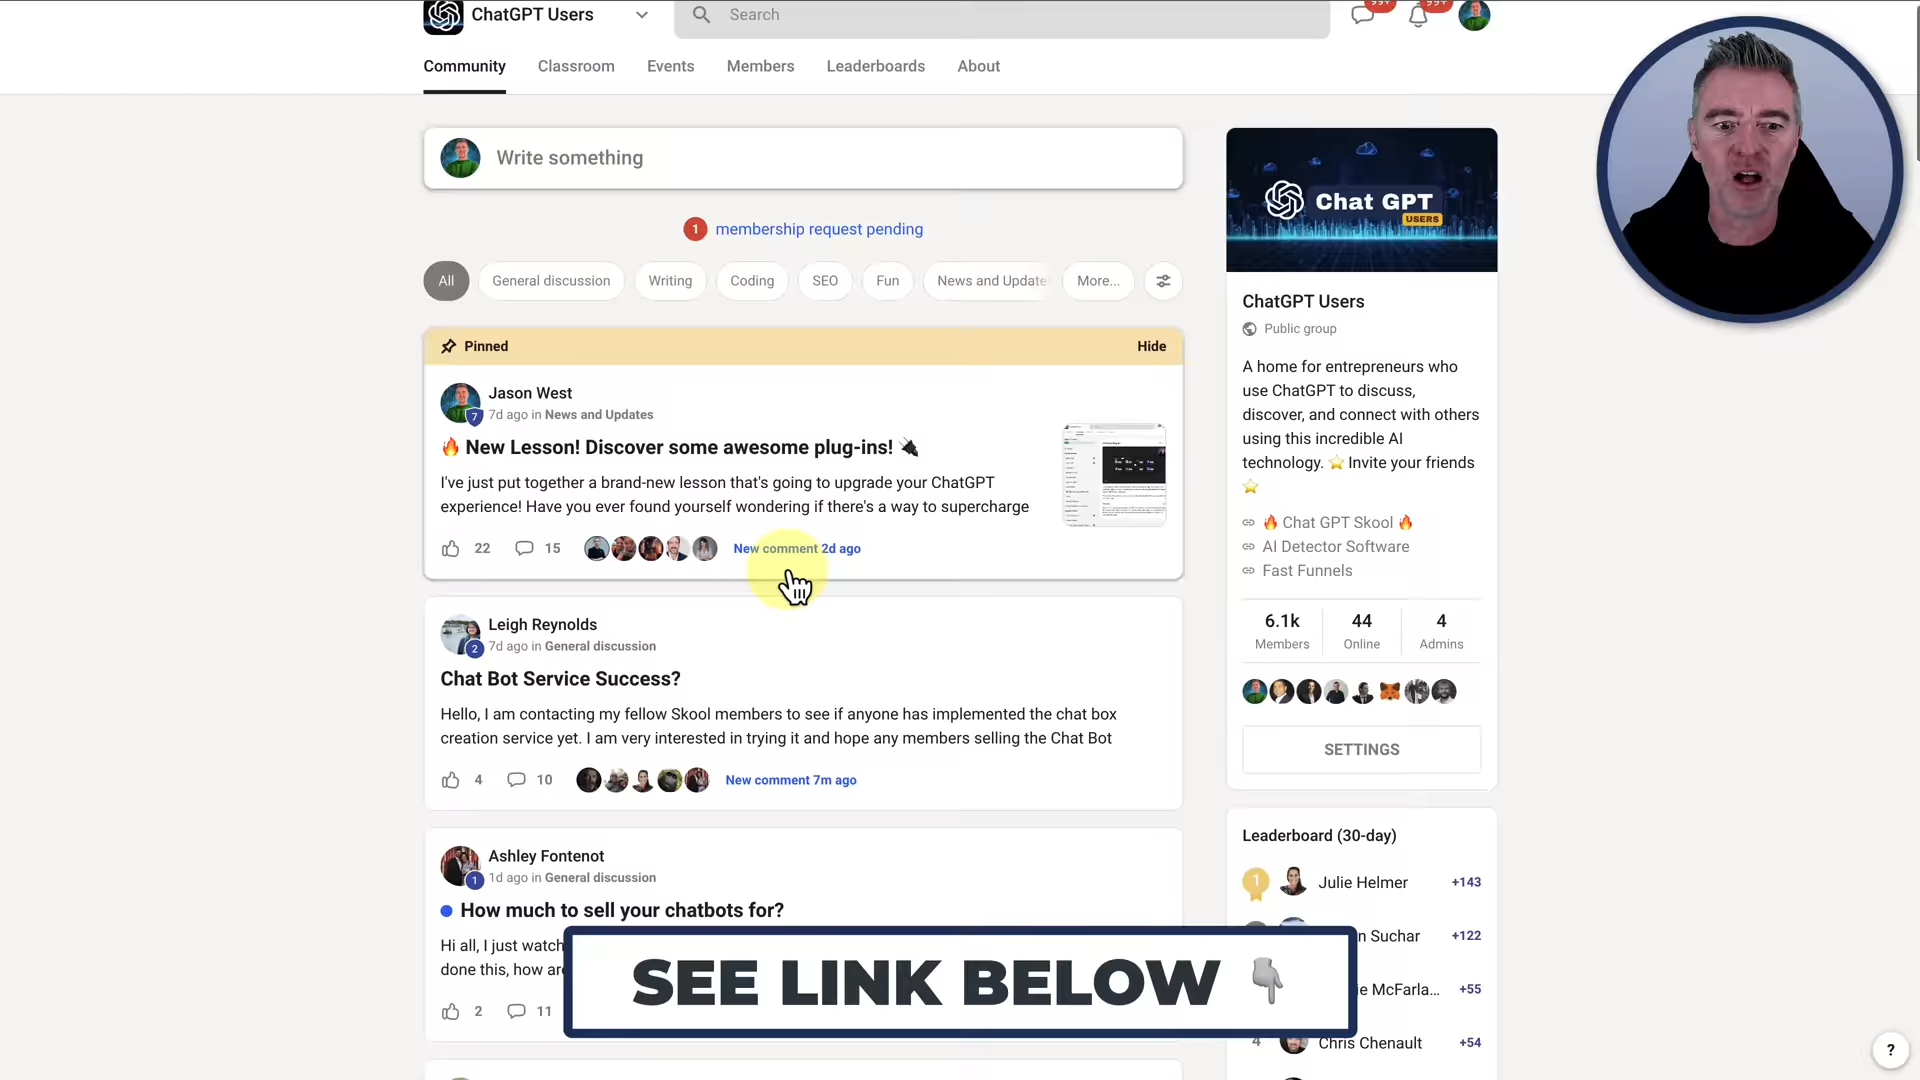 ChatGPT Users
Search
99+
99+
Community
Classroom
Events
Members
Leaderboards
About
Write something
1 membership request pending
All
General discussion
Writing
Coding
SEO
Fun
News and Update
More...
Pinned
Hide
Jason West
7
7d ago in News and Updates
🔥 New Lesson! Discover some awesome plug-ins! 🔌
I've just put together a brand-new lesson that's going to upgrade your ChatGPT
experience! Have you ever found yourself wondering if there's a way to supercharge
22
15
New comment 2d ago
Leigh Reynolds
2
7d ago in General discussion
Chat Bot Service Success?
Hello, I am contacting my fellow Skool members to see if anyone has implemented the chat box
creation service yet. I am very interested in trying it and hope any members selling the Chat Bot
4
10
New comment 7m ago
Ashley Fontenot
1
1d ago in General discussion
How much to sell your chatbots for?
Hi all, I just watch
done this, how are
2
11
SEE LINK BELOW 👇
Chat GPT
USERS
ChatGPT Users
Public group
A home for entrepreneurs who
use ChatGPT to discuss,
discover, and connect with others
using this incredible AI
technology. ⭐ Invite your friends
⭐
🔥 Chat GPT Skool 🔥
AI Detector Software
Fast Funnels
6.1k
Members
44
Online
4
Admins
SETTINGS
Leaderboard (30-day)
1
Julie Helmer
+143
n Suchar
+122
ie McFarla...
+55
4
Chris Chenault
+54
?